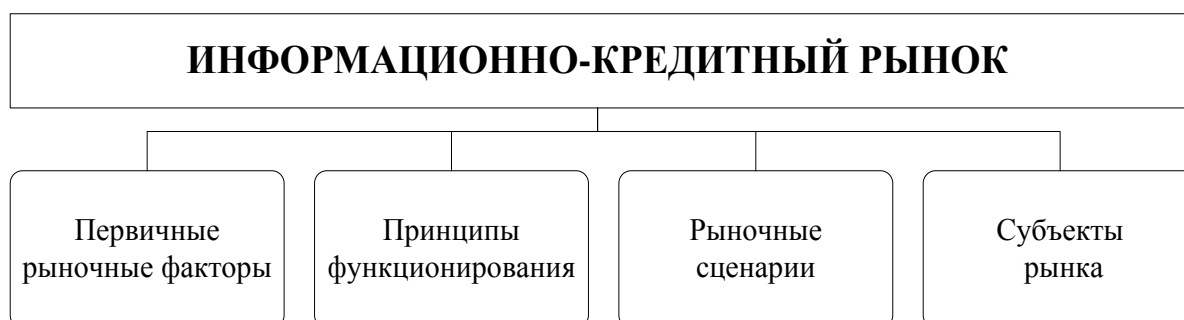 ИНФОРМАЦИОННО-КРЕДИТНЫЙ РЫНОК
Первичные
рыночные факторы
Принципы
функционирования
Рыночные
сценарии
Субъекты
рынка